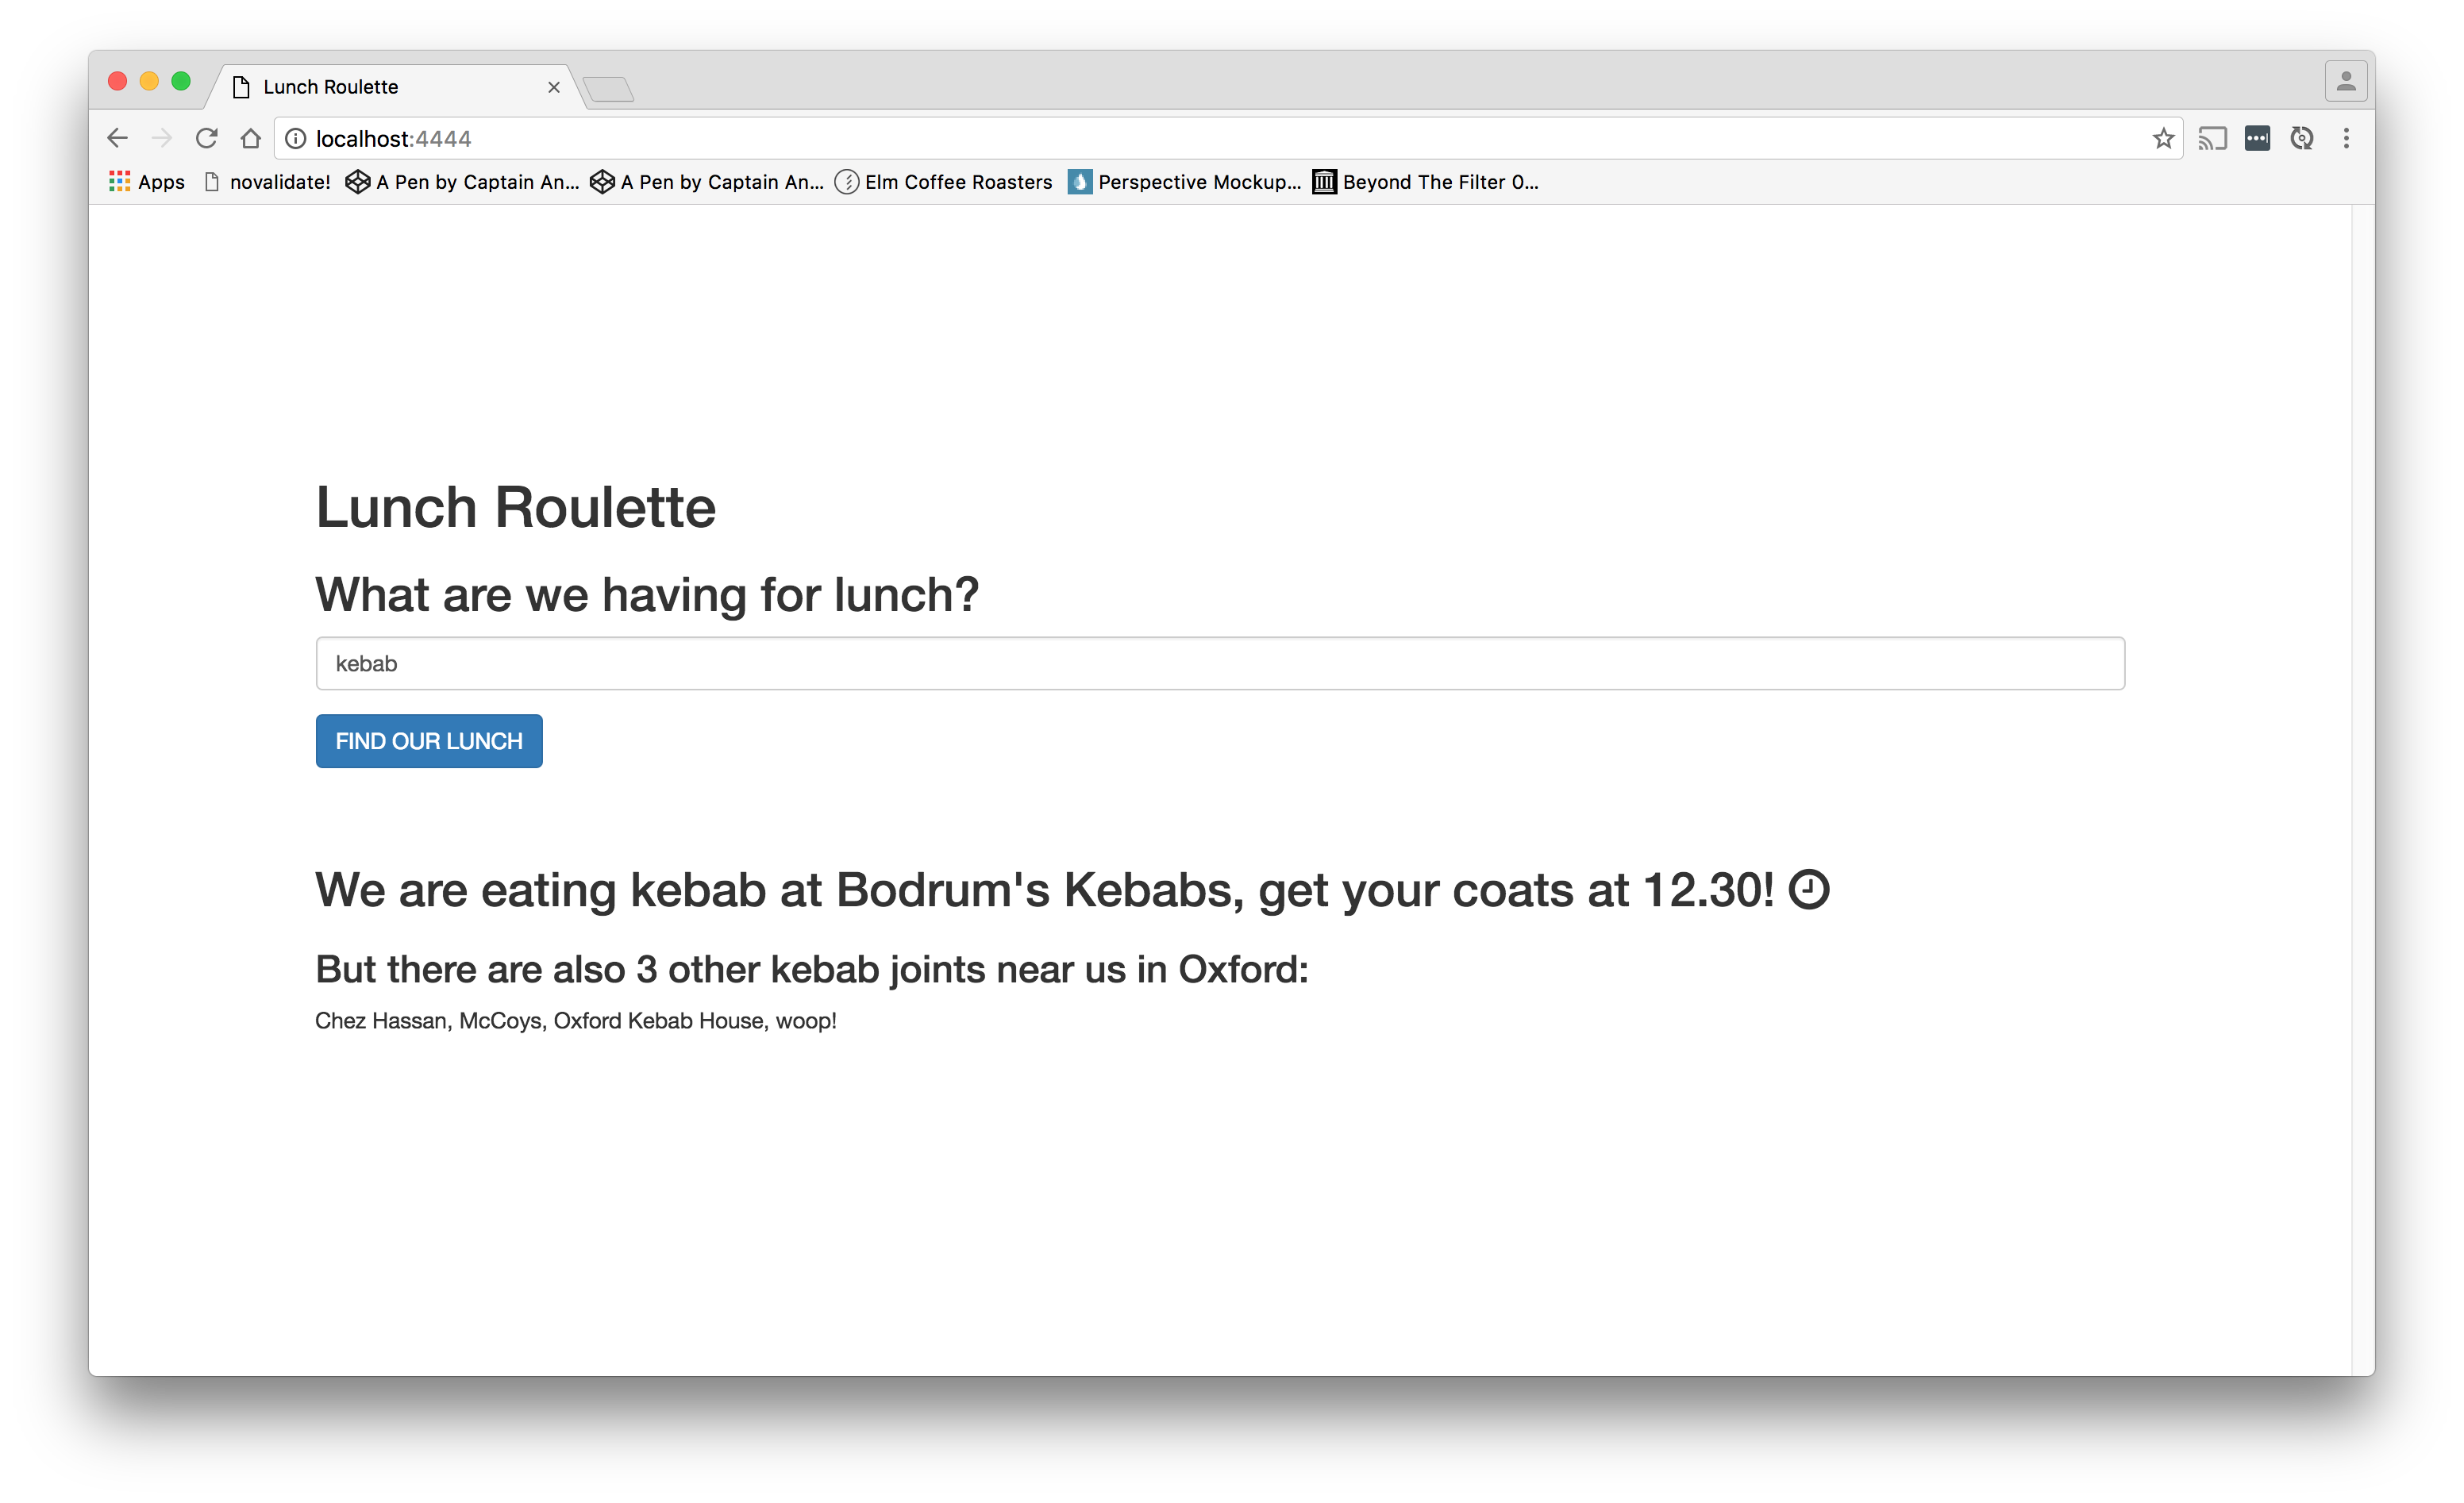 Lunch Roulette
localhost:4444
Apps novalidate! A Pen by Captain An... A Pen by Captain An... Elm Coffee Roasters Perspective Mockup... Beyond The Filter 0...
Lunch Roulette
What are we having for lunch?
kebab
FIND OUR LUNCH
We are eating kebab at Bodrum's Kebabs, get your coats at 12.30!
But there are also 3 other kebab joints near us in Oxford:
Chez Hassan, McCoys, Oxford Kebab House, woop!